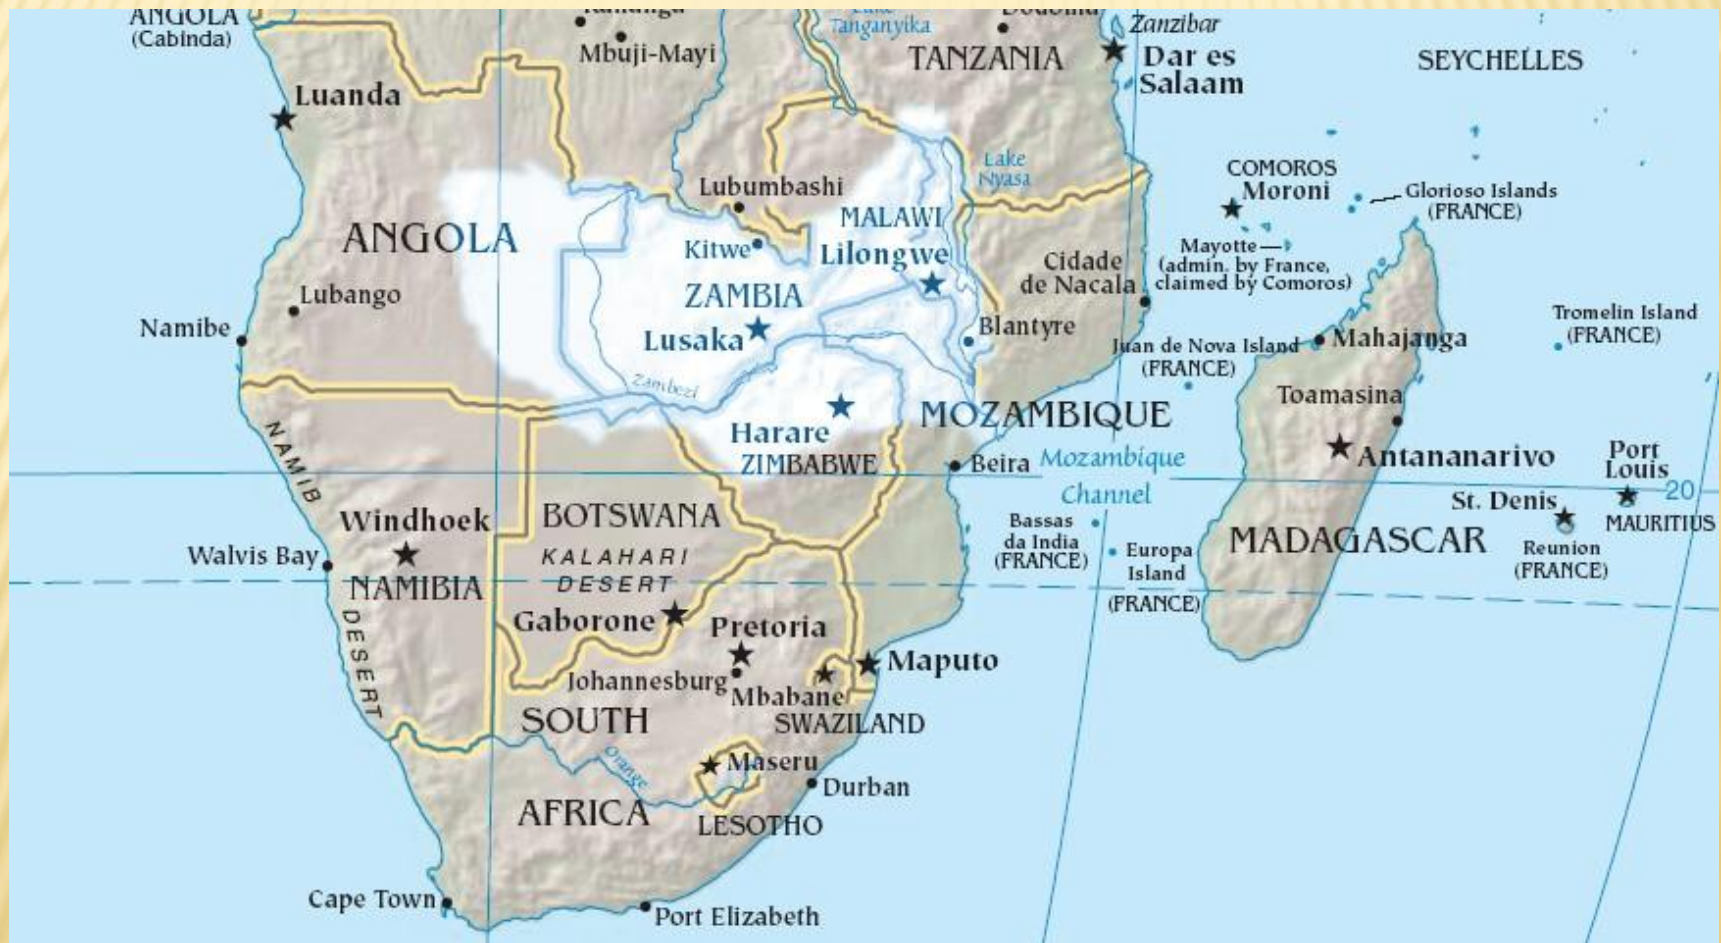 ANGOLA
(Cabinda)
Kananga
Mbuji-Mayi
Lake
Tanganyika
Dodoma
Zanzibar
TANZANIA
Dar es
Salaam
SEYCHELLES
Luanda
Lake
Nyasa
COMOROS
Moroni
Glorioso Islands
(FRANCE)
Lubumbashi
MALAWI
ANGOLA
Kitwe
Lilongwe
Mayotte
(admin. by France,
claimed by Comoros)
Cidade
de Nacala
Lubango
ZAMBIA
Namibe
Lusaka
Blantyre
Juan de Nova Island
(FRANCE)
Mahajanga
Tromelin Island
(FRANCE)
Zambezi
Toamasina
MOZAMBIQUE
Harare
ZIMBABWE
Beira
Mozambique
Channel
Antananarivo
Port
Louis
20
St. Denis
MAURITIUS
NAMIB
DESERT
Windhoek
BOTSWANA
Bassas
da India
(FRANCE)
Europa
Island
(FRANCE)
MADAGASCAR
Reunion
(FRANCE)
Walvis Bay
NAMIBIA
KALAHARI
DESERT
Gaborone
Pretoria
Johannesburg
Mbabane
Maputo
SOUTH
SWAZILAND
Orange
Maseru
Durban
AFRICA
LESOTHO
Cape Town
Port Elizabeth